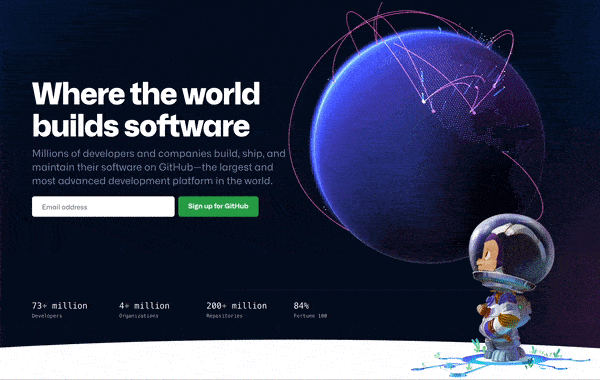 Where the world
builds software
Millions of developers and companies build, ship, and
maintain their software on GitHub—the largest and
most advanced development platform in the world.
Email address
Sign up for GitHub
73+ million
4+ million
200+ million
84%
Developers
Organizations
Repositories
Fortune 100